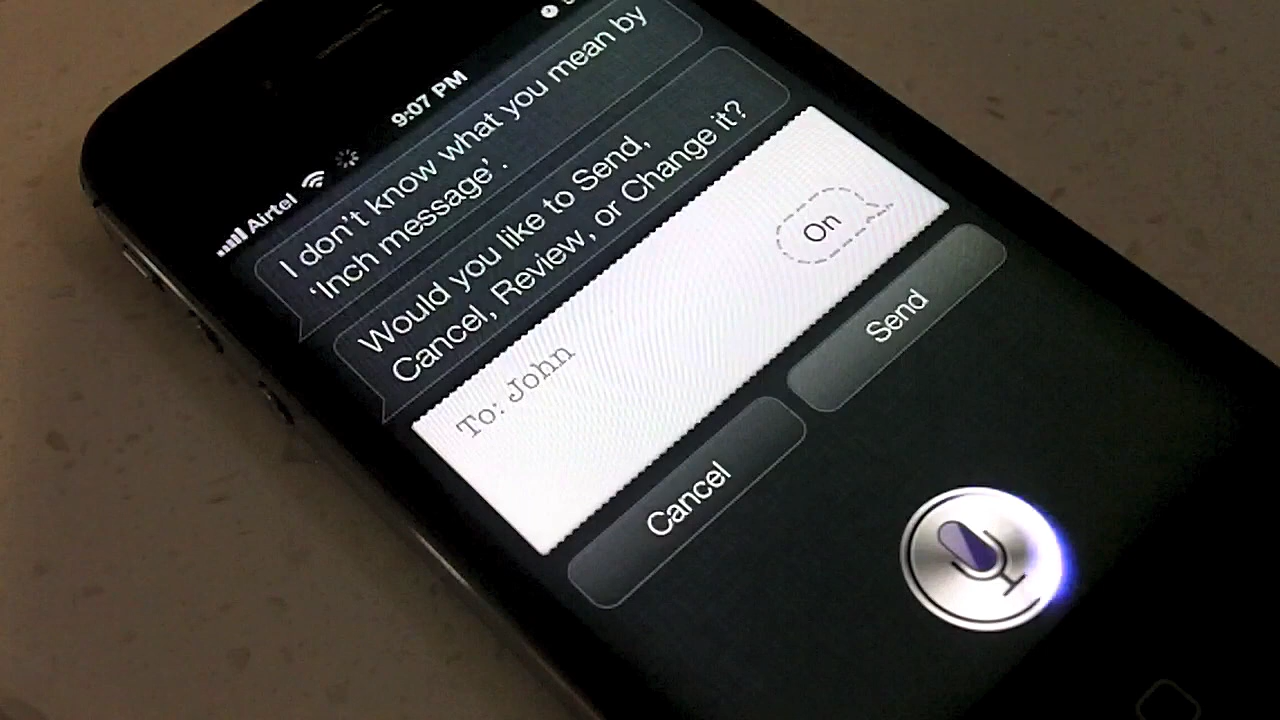 Airtel 9:07 PM
I don't know what you mean by
'Inch message' .
Would you like to Send,
Cancel, Review, or Change it?
To: John
On
Cancel Send